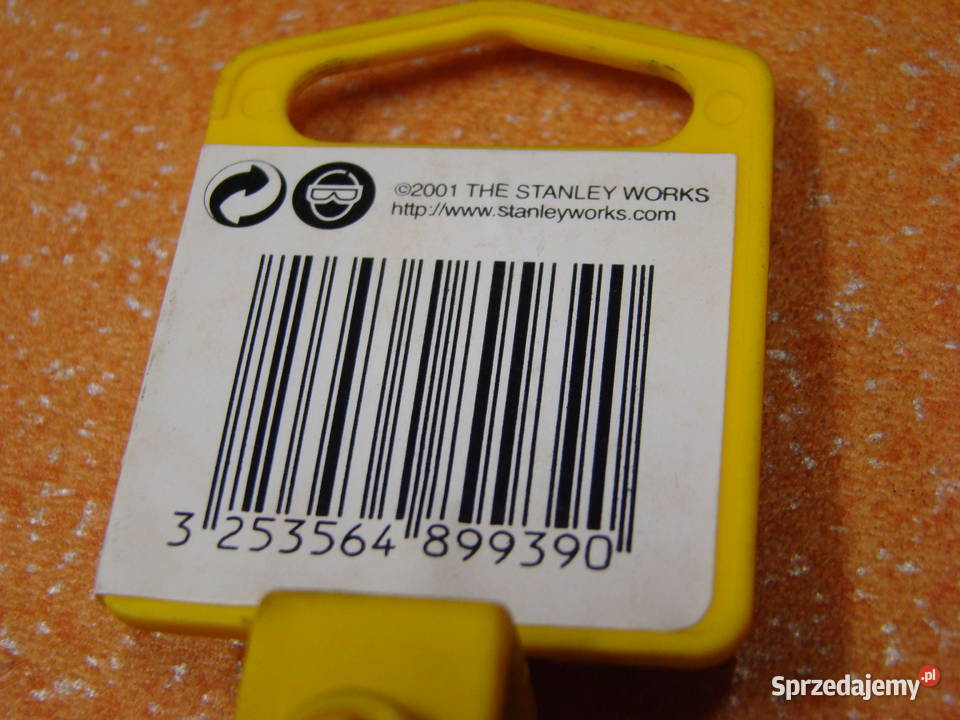 ©2001 THE STANLEY WORKS
http://www.stanleyworks.com
3 253564 899390
Sprzedajemy.pl